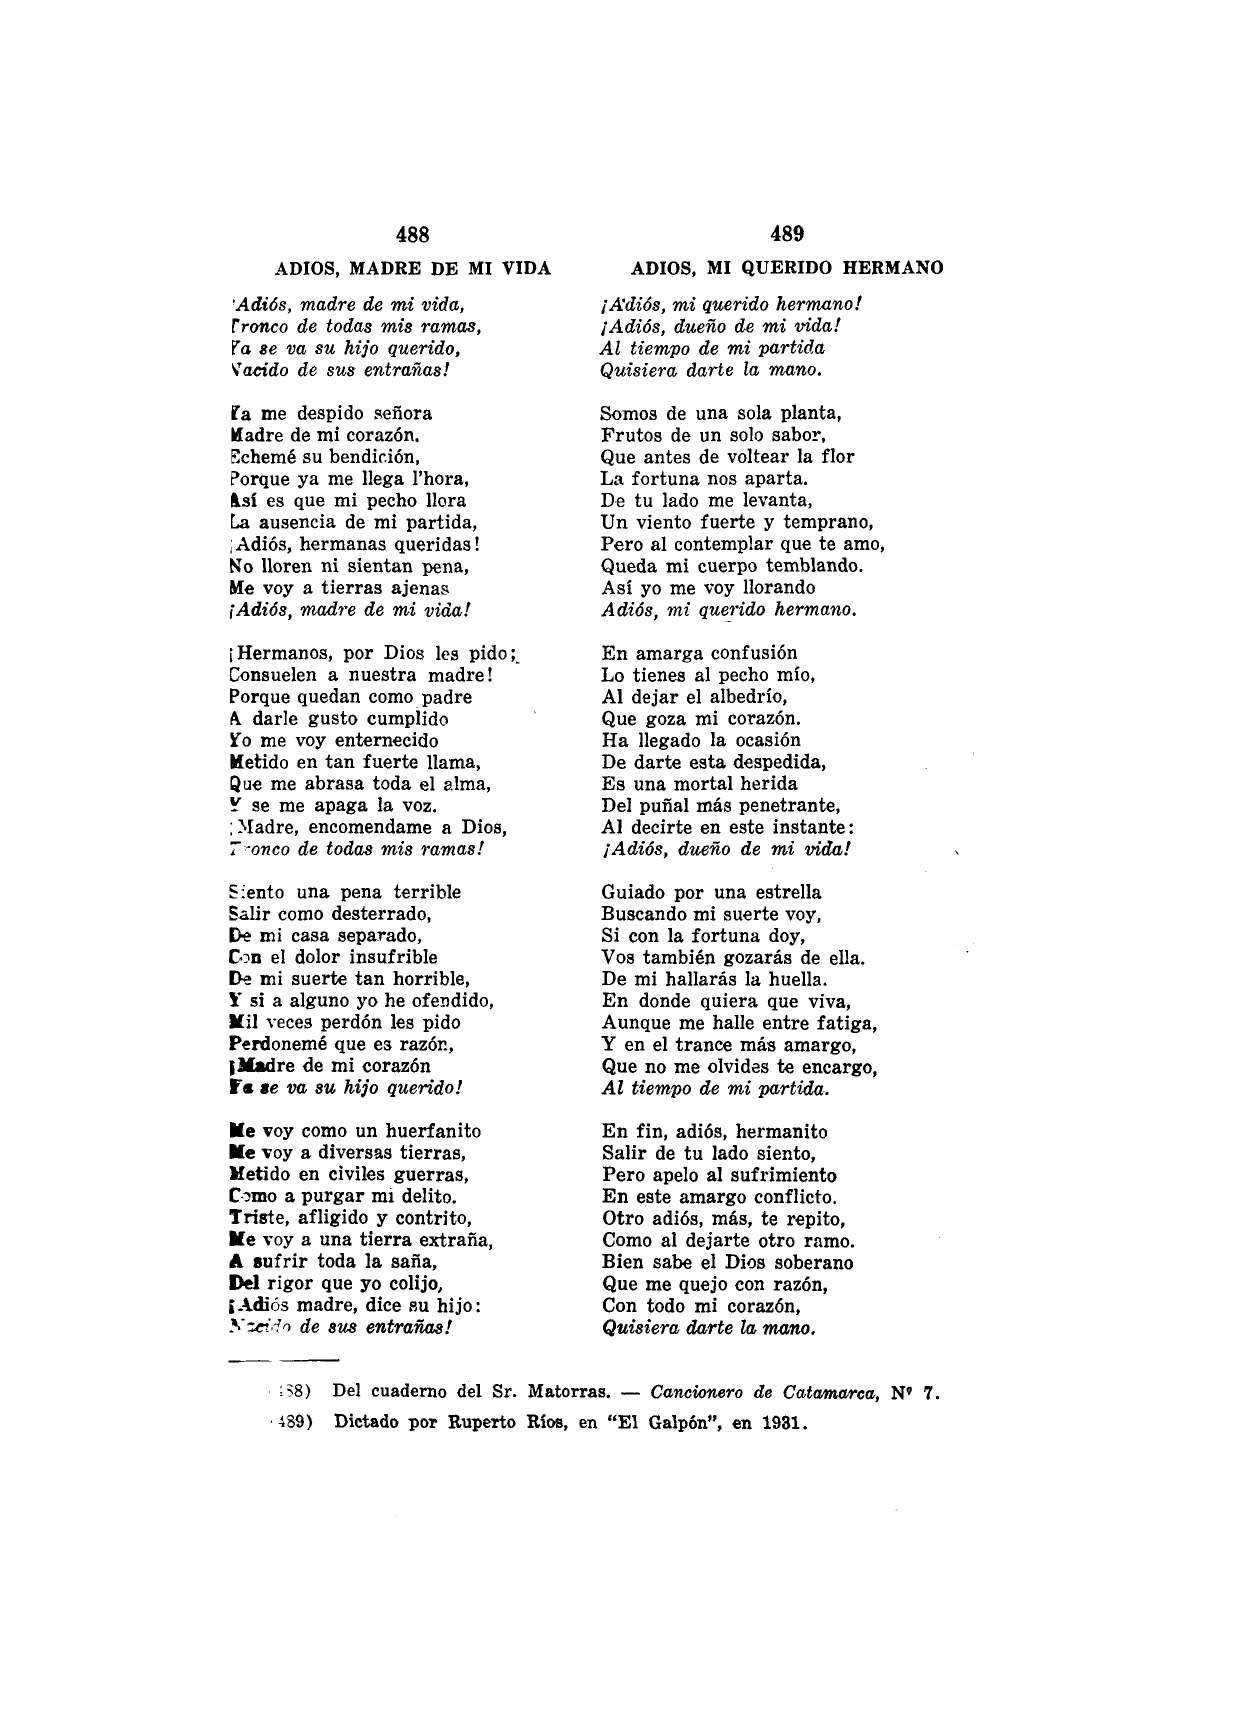 488
ADIOS, MADRE DE MI VIDA
¡Adiós, madre de mi vida,
Tronco de todas mis ramas,
Ya se va su hijo querido,
Nacido de sus entrañas!
Ya me despido señora
Madre de mi corazón.
Echemé su bendición,
Porque ya me llega l'hora,
Así es que mi pecho llora
La ausencia de mi partida,
¡Adiós, hermanas queridas!
No lloren ni sientan pena,
Me voy a tierras ajenas
¡Adiós, madre de mi vida!
¡Hermanos, por Dios les pido;
Consuelen a nuestra madre!
Porque quedan como padre
A darle gusto cumplido
Yo me voy enternecido
Metido en tan fuerte llama,
Que me abrasa toda el alma,
Y se me apaga la voz.
¡Madre, encomendame a Dios,
Tronco de todas mis ramas!
Siento una pena terrible
Salir como desterrado,
De mi casa separado,
Con el dolor insufrible
De mi suerte tan horrible,
Y si a alguno yo he ofendido,
Mil veces perdón les pido
Perdonemé que es razón,
¡Madre de mi corazón
Ya se va su hijo querido!
Me voy como un huerfanito
Me voy a diversas tierras,
Metido en civiles guerras,
Como a purgar mi delito.
Triste, afligido y contrito,
Me voy a una tierra extraña,
A sufrir toda la saña,
Del rigor que yo colijo,
¡Adiós madre, dice su hijo:
Nacido de sus entrañas!
489
ADIOS, MI QUERIDO HERMANO
¡Adiós, mi querido hermano!
¡Adiós, dueño de mi vida!
Al tiempo de mi partida
Quisiera darte la mano.
Somos de una sola planta,
Frutos de un solo sabor,
Que antes de voltear la flor
La fortuna nos aparta.
De tu lado me levanta,
Un viento fuerte y temprano,
Pero al contemplar que te amo,
Queda mi cuerpo temblando.
Así yo me voy llorando
Adiós, mi querido hermano.
En amarga confusión
Lo tienes al pecho mío,
Al dejar el albedrío,
Que goza mi corazón.
Ha llegado la ocasión
De darte esta despedida,
Es una mortal herida
Del puñal más penetrante,
Al decirte en este instante:
¡Adiós, dueño de mi vida!
Guiado por una estrella
Buscando mi suerte voy,
Si con la fortuna doy,
Vos también gozarás de ella.
De mi hallarás la huella.
En donde quiera que viva,
Aunque me halle entre fatiga,
Y en el trance más amargo,
Que no me olvides te encargo,
Al tiempo de mi partida.
En fin, adiós, hermanito
Salir de tu lado siento,
Pero apelo al sufrimiento
En este amargo conflicto.
Otro adiós, más, te repito,
Como al dejarte otro ramo.
Bien sabe el Dios soberano
Que me quejo con razón,
Con todo mi corazón,
Quisiera darte la mano.
488) Del cuaderno del Sr. Matorras. — Cancionero de Catamarca, Nº 7.
489) Dictado por Ruperto Ríos, en "El Galpón", en 1931.